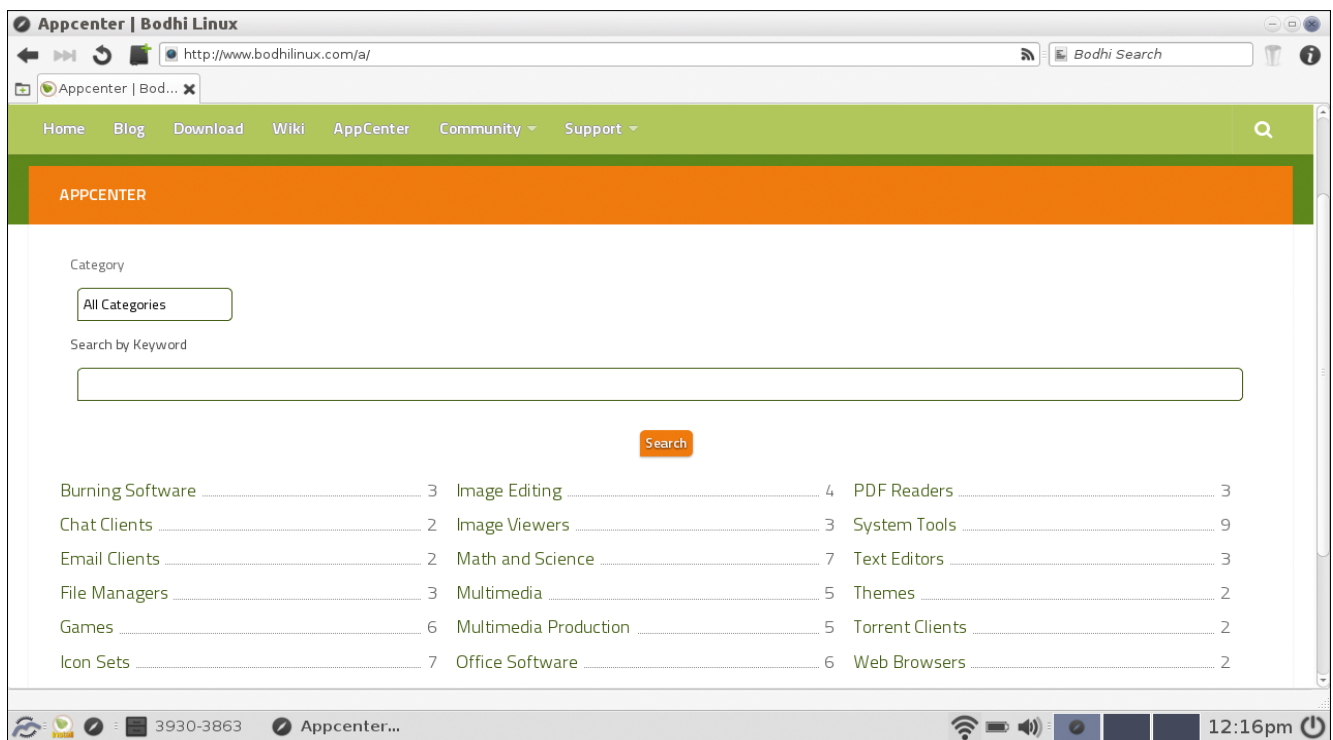 Appcenter | Bodhi Linux
http://www.bodhilinux.com/a/
Bodhi Search
Appcenter | Bod...
Home Blog Download Wiki AppCenter Community Support
APPCENTER
Category
All Categories
Search by Keyword
Search
Burning Software 3 Image Editing 4 PDF Readers 3
Chat Clients 2 Image Viewers 3 System Tools 9
Email Clients 2 Math and Science 7 Text Editors 3
File Managers 3 Multimedia 5 Themes 2
Games 6 Multimedia Production 5 Torrent Clients 2
Icon Sets 7 Office Software 6 Web Browsers 2
3930-3863 Appcenter... 12:16pm